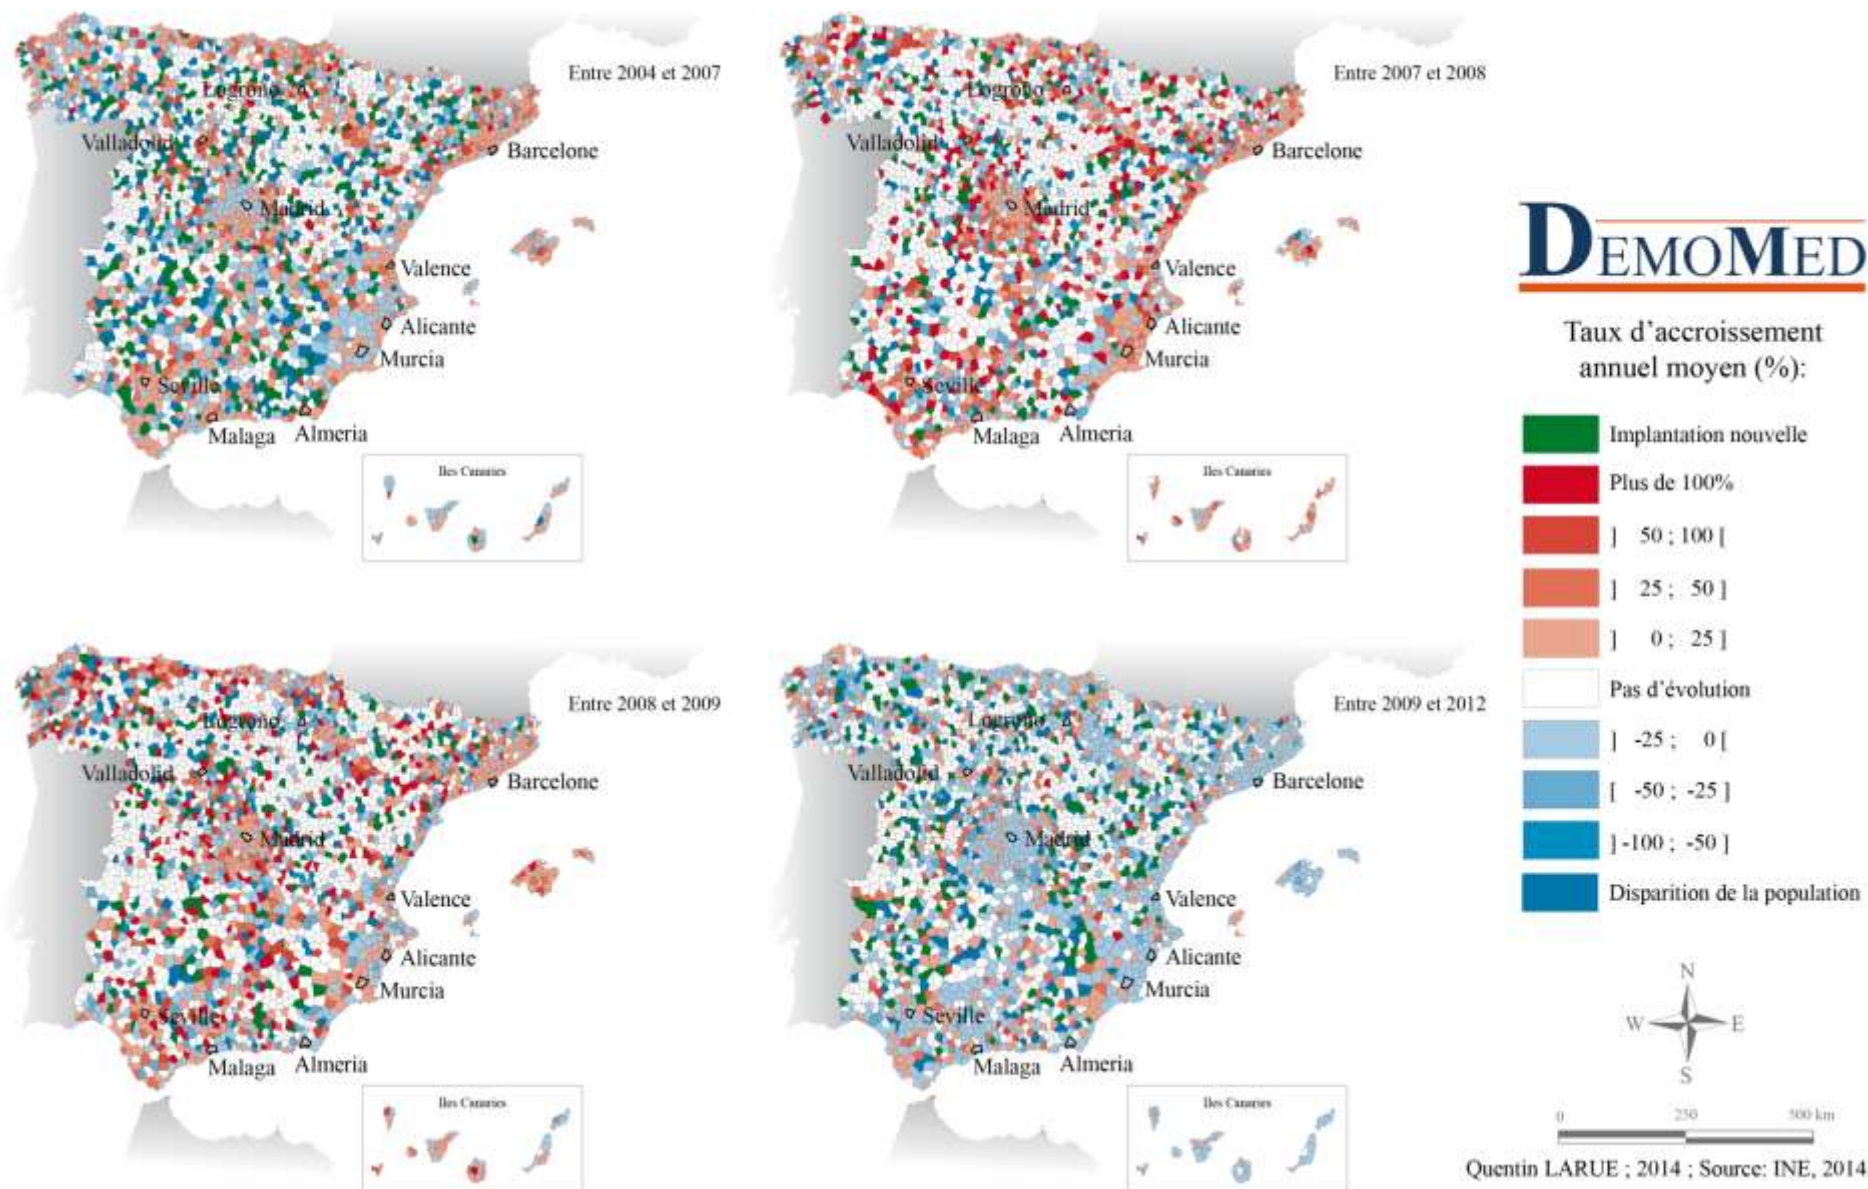 Entre 2004 et 2007
Logroño
Valladolid
Barcelone
Madrid
Valence
Alicante
Murcia
Seville
Malaga
Almeria
Iles Canaries
Entre 2007 et 2008
Logroño
Valladolid
Barcelone
Madrid
Valence
Alicante
Murcia
Seville
Malaga
Almeria
Iles Canaries
Entre 2008 et 2009
Logroño
Valladolid
Barcelone
Madrid
Valence
Alicante
Murcia
Seville
Malaga
Almeria
Iles Canaries
Entre 2009 et 2012
Logroño
Valladolid
Barcelone
Madrid
Valence
Alicante
Murcia
Seville
Malaga
Almeria
Iles Canaries
DEMOMED
Taux d'accroissement
annuel moyen (%):
Implantation nouvelle
Plus de 100%
] 50 ; 100 [
] 25 ; 50 ]
] 0 ; 25 ]
Pas d'évolution
] -25 ; 0 [
[ -50 ; -25 ]
] -100 ; -50 ]
Disparition de la population
N
W E
S
0 250 500 km
Quentin LARUE ; 2014 ; Source: INE, 2014